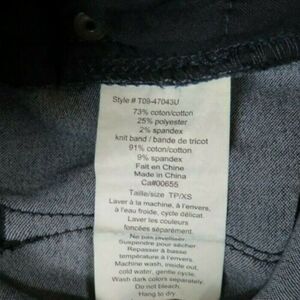 Style # T09-47043U
73% coton/cotton
25% polyester
2% spandex
knit band / bande de tricot
91% coton/cotton
9% spandex
Fait en Chine
Made in China
Ca#00655
Taille/size TP/XS
Laver à la machine, à l'envers,
à l'eau froide, cycle délicat.
Laver les couleurs
foncées séparément.
Ne pas javelliser.
Suspendre pour sécher
Repasser à basse
température à l'envers.
Machine wash, inside out,
cold water, gentle cycle.
Wash dark colors separately.
Do not bleach.
Hang to dry